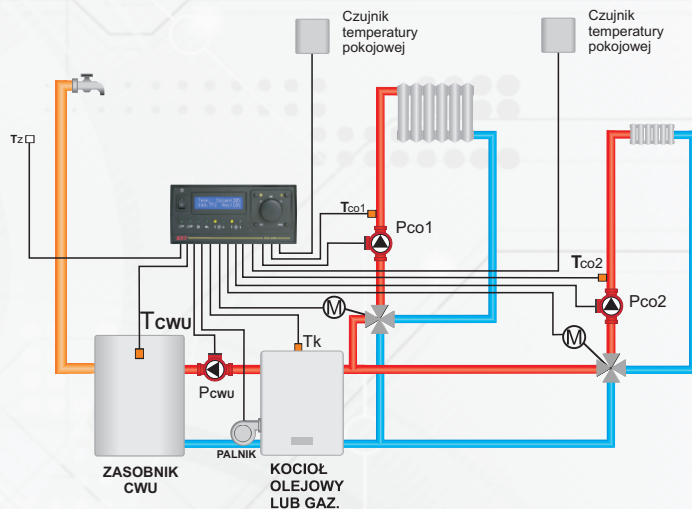 Czujnik
temperatury
pokojowej
Czujnik
temperatury
pokojowej
Tz
Tco1
Pco1
Tco2
Pco2
M
M
TCWU
Tk
PCWU
PALNIK
ZASOBNIK
CWU
KOCIOŁ
OLEJOWY
LUB GAZ.